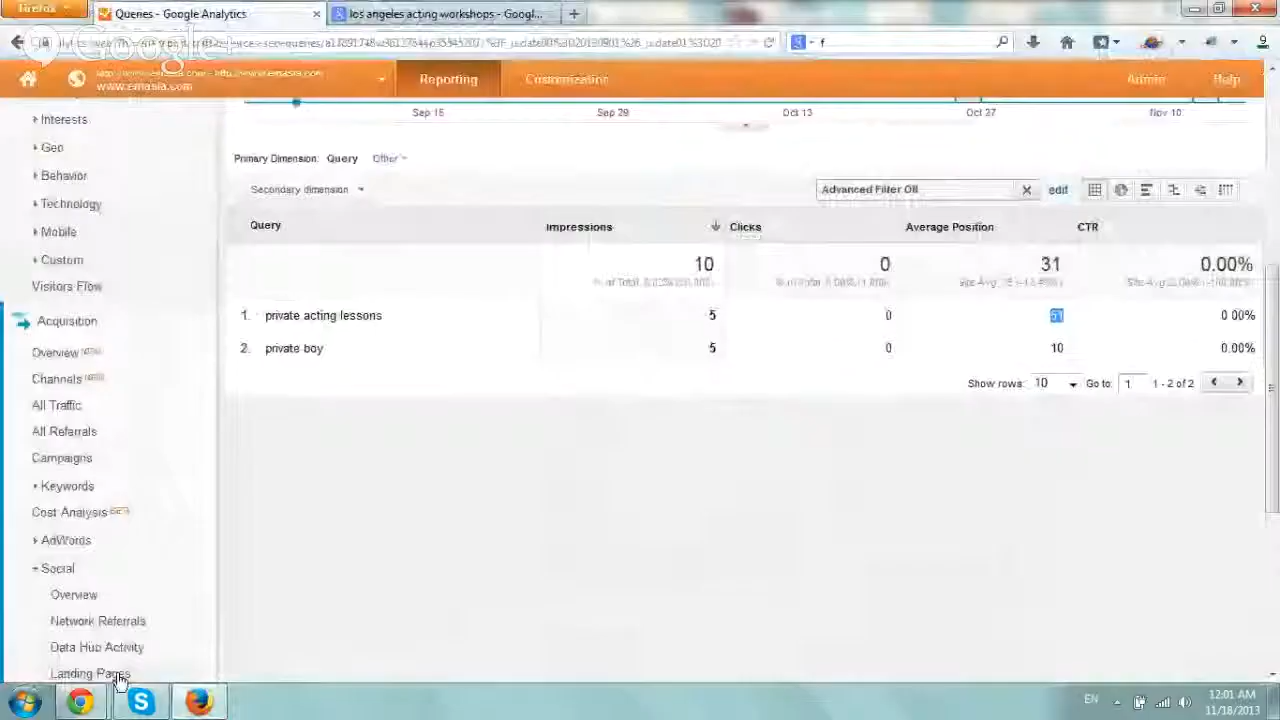 Firefox
Queries - Google Analytics
los angeles acting workshops - Googl...
Google+
f
www.emasia.com
Reporting
Customization
Admin
Help
Sep 15
Sep 29
Oct 13
Oct 27
Nov 10
Interests
Geo
Behavior
Technology
Mobile
Custom
Visitors Flow
Acquisition
Overview
Channels
All Traffic
All Referrals
Campaigns
Keywords
Cost Analysis
AdWords
Social
Overview
Network Referrals
Data Hub Activity
Landing Pages
Primary Dimension: Query Other
Secondary dimension
Advanced Filter On
edit
Query Impressions Clicks Average Position CTR
10 0 31 0.00%
1. private acting lessons 5 0 51 0.00%
2. private boy 5 0 10 0.00%
Show rows: 10 Go to: 1 1 - 2 of 2
EN
12:01 AM
11/18/2013